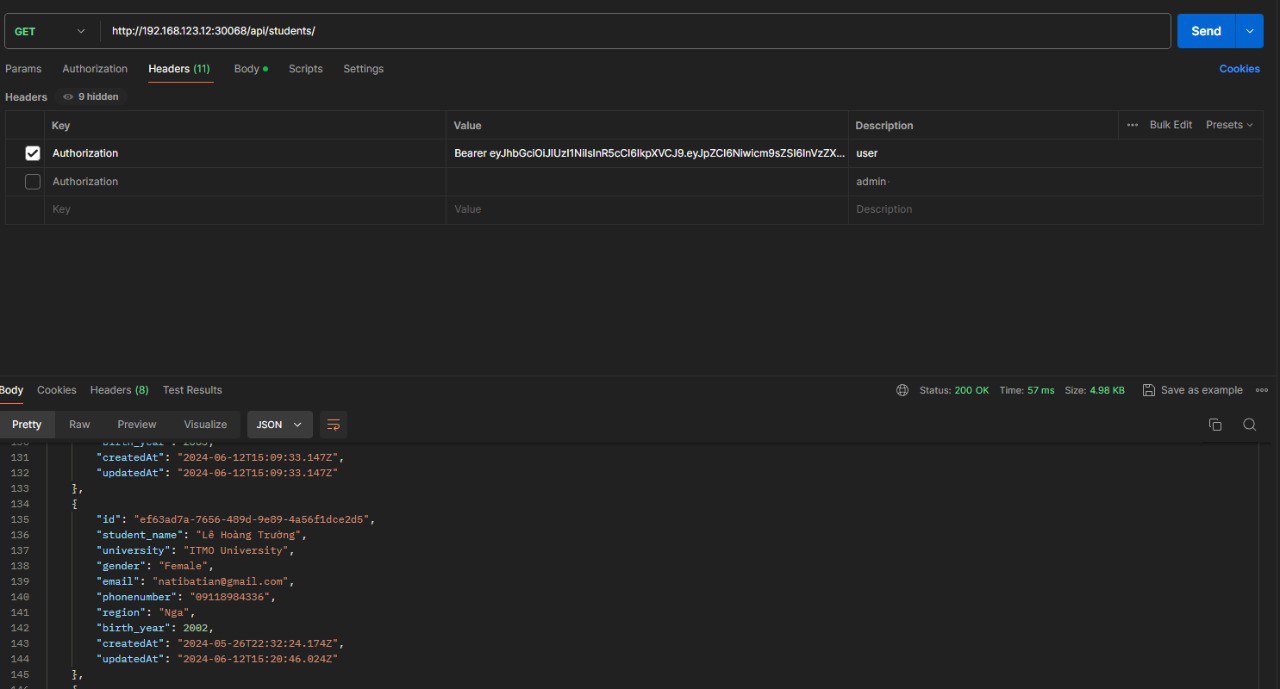 GET http://192.168.123.12:30068/api/students/ Send
Params Authorization Headers (11) Body Scripts Settings Cookies
Headers 9 hidden
Key Value Description ••• Bulk Edit Presets
Authorization Bearer eyJhbGciOiJIUzI1NiIsInR5cCI6IkpXVCJ9.eyJpZCI6Niwicm9sZSI6InVzZX... user
Authorization admin
Key Value Description
Body Cookies Headers (8) Test Results Status: 200 OK Time: 57 ms Size: 4.98 KB Save as example •••
Pretty Raw Preview Visualize JSON
130 "birth_year": 2003,
131 "createdAt": "2024-06-12T15:09:33.147Z",
132 "updatedAt": "2024-06-12T15:09:33.147Z"
133 },
134 {
135 "id": "ef63ad7a-7656-489d-9e89-4a56f1dce2d5",
136 "student_name": "Lê Hoàng Trường",
137 "university": "ITMO University",
138 "gender": "Female",
139 "email": "natibatian@gmail.com",
140 "phonenumber": "09118984336",
141 "region": "Nga",
142 "birth_year": 2002,
143 "createdAt": "2024-05-26T22:32:24.174Z",
144 "updatedAt": "2024-06-12T15:20:46.024Z"
145 },
146 {